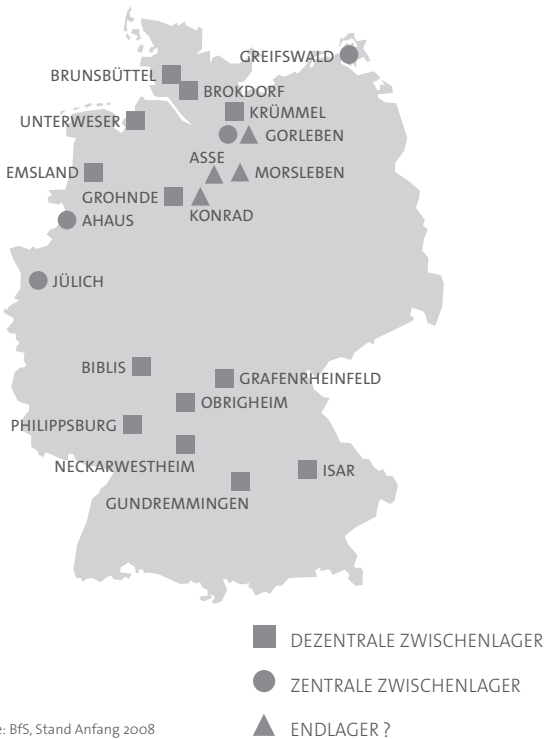 GREIFSWALD
BRUNSBÜTTEL
BROKDORF
KRÜMMEL
UNTERWESER
GORLEBEN
ASSE
EMSLAND
MORSLEBEN
GROHNDE
KONRAD
AHAUS
JÜLICH
BIBLIS
GRAFENRHEINFELD
OBRIGHEIM
PHILIPPSBURG
NECKARWESTHEIM
ISAR
GUNDREMMINGEN
DEZENTRALE ZWISCHENLAGER
ZENTRALE ZWISCHENLAGER
ENDLAGER ?
: BfS, Stand Anfang 2008